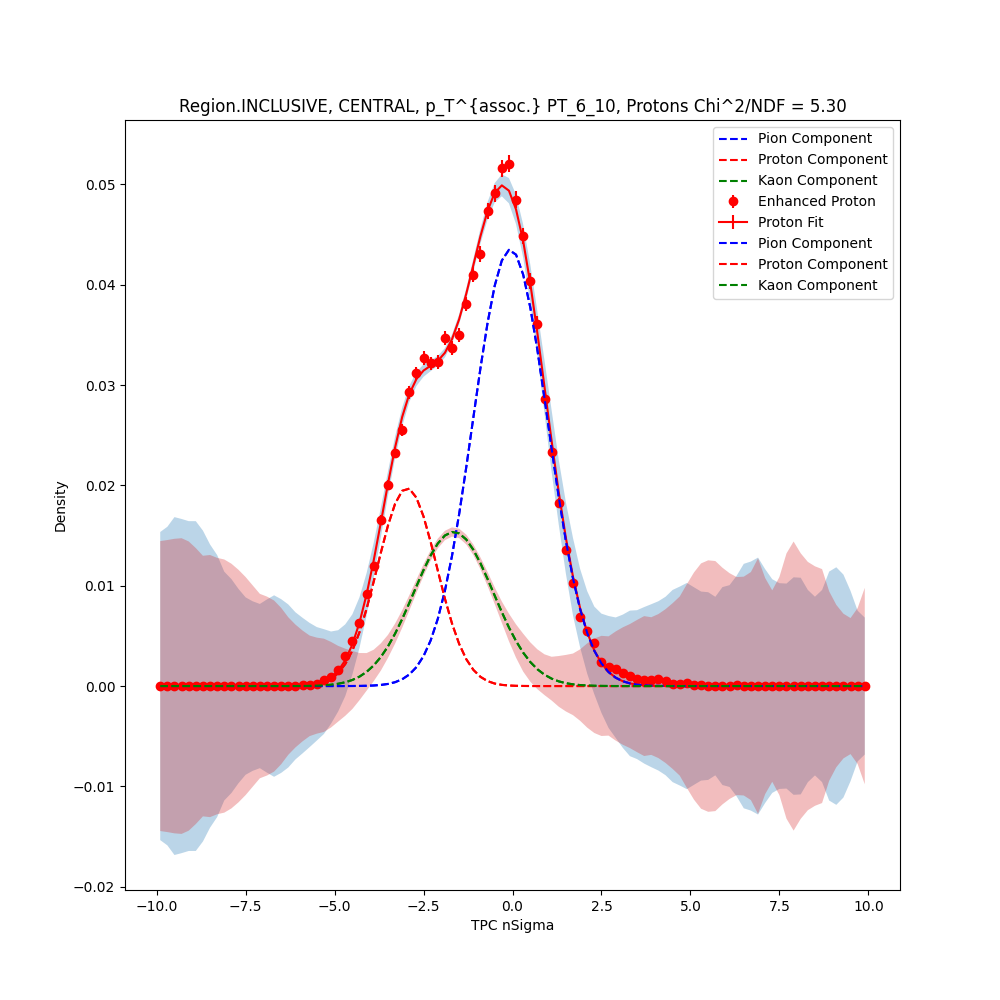 Region.INCLUSIVE, CENTRAL, p_T^{assoc.} PT_6_10, Protons Chi^2/NDF = 5.30
Pion Component
Proton Component
Kaon Component
Enhanced Proton
Proton Fit
Pion Component
Proton Component
Kaon Component
0.05
0.04
0.03
0.02
0.01
0.00
−0.01
−0.02
Density
−10.0 −7.5 −5.0 −2.5 0.0 2.5 5.0 7.5 10.0
TPC nSigma